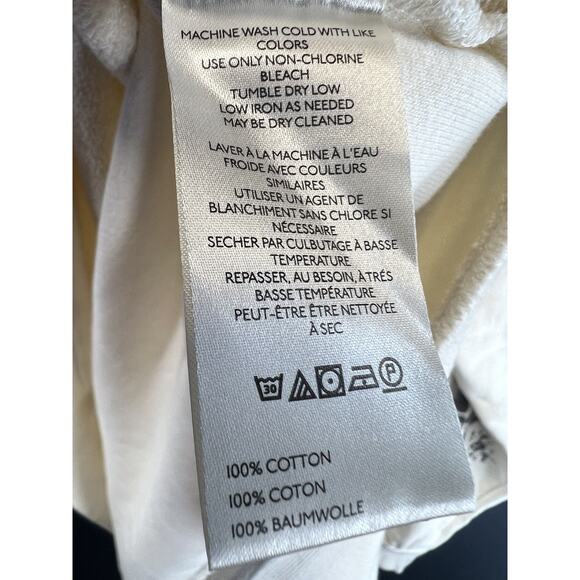 MACHINE WASH COLD WITH LIKE
COLORS
USE ONLY NON-CHLORINE
BLEACH
TUMBLE DRY LOW
LOW IRON AS NEEDED
MAY BE DRY CLEANED
LAVER À LA MACHINE À L'EAU
FROIDE AVEC COULEURS
SIMILAIRES
UTILISER UN AGENT DE
BLANCHIMENT SANS CHLORE SI
NÉCESSAIRE
SECHER PAR CULBUTAGE À BASSE
TEMPERATURE
REPASSER, AU BESOIN, À TRÉS
BASSE TEMPÉRATURE
PEUT-ÊTRE ÊTRE NETTOYÉE
À SEC
30 P
100% COTTON
100% COTON
100% BAUMWOLLE